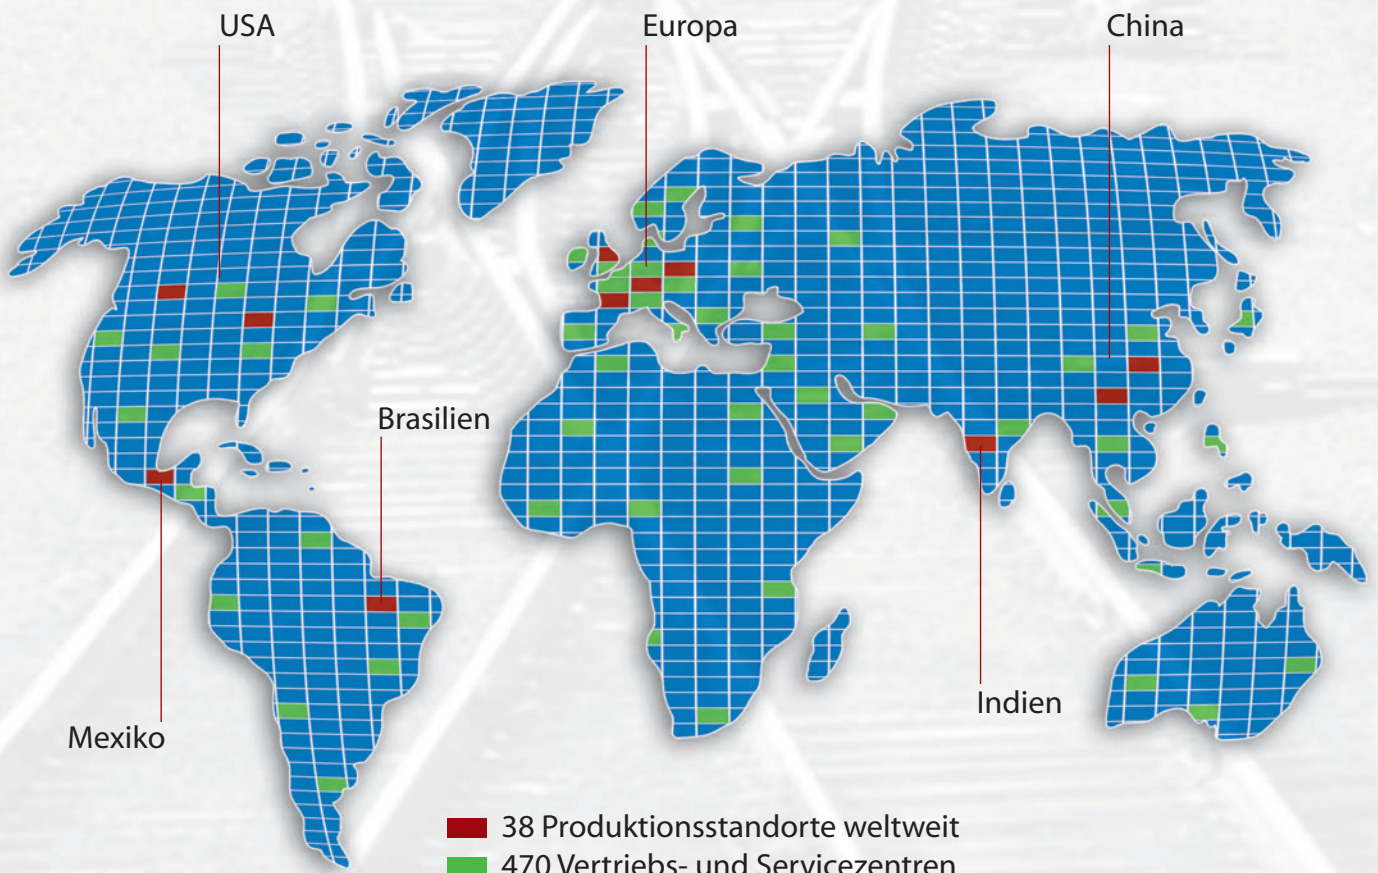 USA
Europa
China
Brasilien
Indien
Mexiko
38 Produktionsstandorte weltweit
470 Vertriebs- und Servicezentren